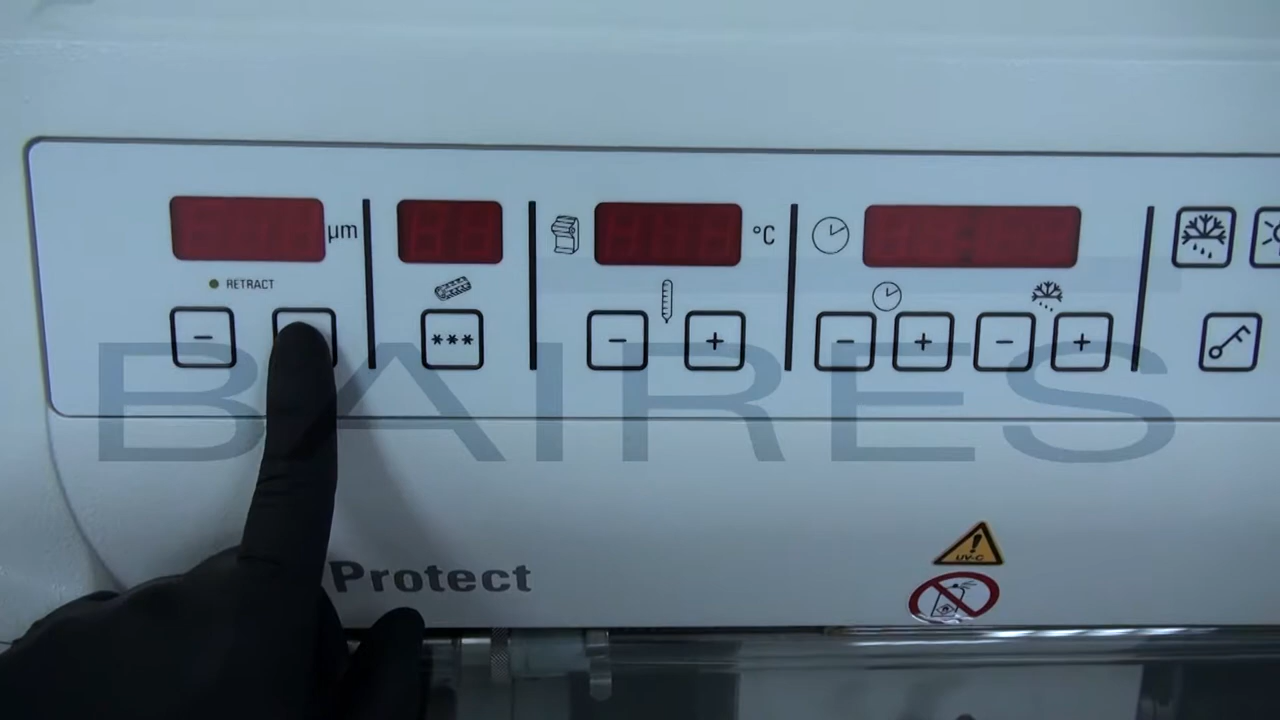 µm
°C
RETRACT
- *** - + - + - +
BAIRES
Protect
UV-C